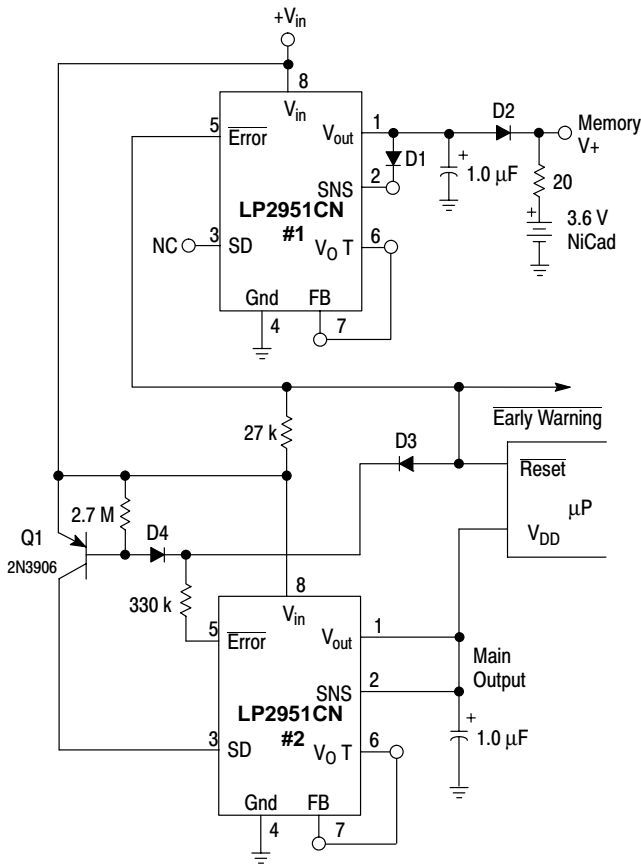 +Vin
8
Vin
5
Error
Vout
1
D2
Memory
V+
D1
+
1.0 µF
20
SNS
2
LP2951CN
#1
+
3.6 V
NiCad
NC
3
SD
VO T
6
Gnd
FB
4
7
27 k
Early Warning
D3
Reset
µP
VDD
2.7 M
Q1
2N3906
D4
330 k
8
Vin
5
Error
Vout
1
Main
Output
SNS
2
LP2951CN
#2
+
1.0 µF
3
SD
VO T
6
Gnd
FB
4
7